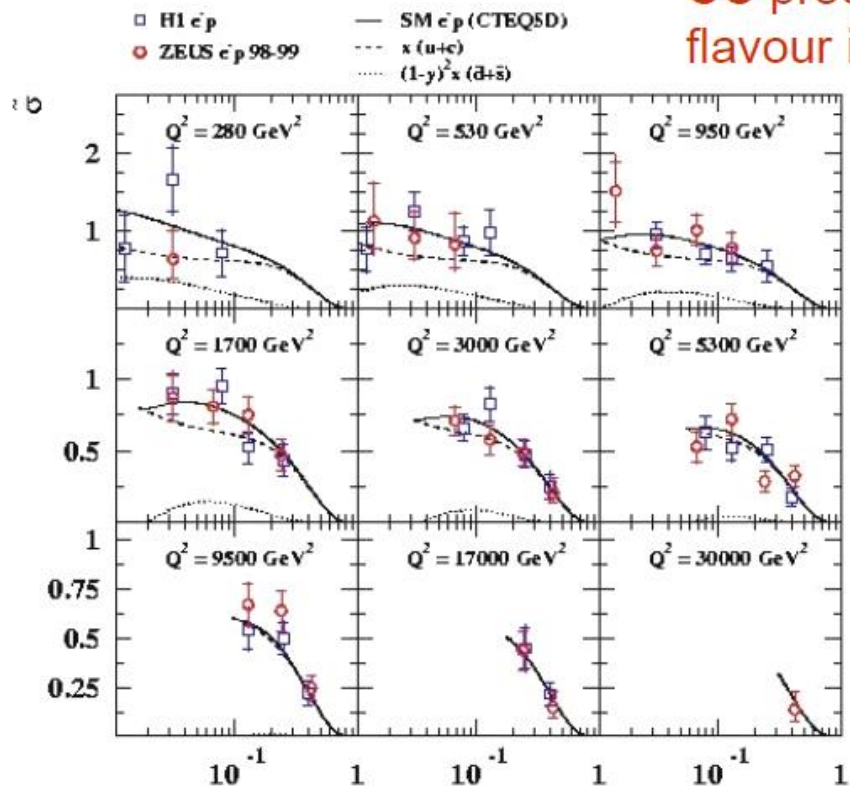 H1 e⁻p
ZEUS e⁻p 98-99
SM e⁻p (CTEQ5D)
x (u+c)
(1-y)² x (d̄+s̄)
flavour i
σ̃
Q² = 280 GeV²
Q² = 530 GeV²
Q² = 950 GeV²
2
1
Q² = 1700 GeV²
Q² = 3000 GeV²
Q² = 5300 GeV²
1
0.5
Q² = 9500 GeV²
Q² = 17000 GeV²
Q² = 30000 GeV²
1
0.75
0.5
0.25
10⁻¹ 1 10⁻¹ 1 10⁻¹ 1